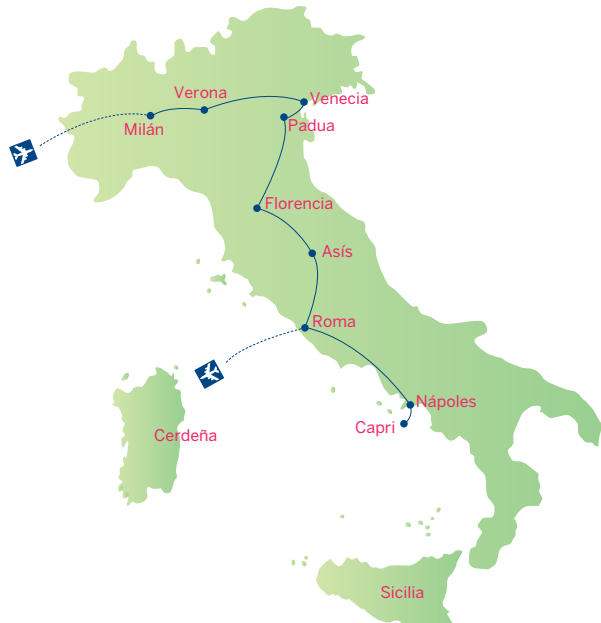 Verona
Venecia
Milán
Padua
Florencia
Asís
Roma
Nápoles
Capri
Cerdeña
Sicilia